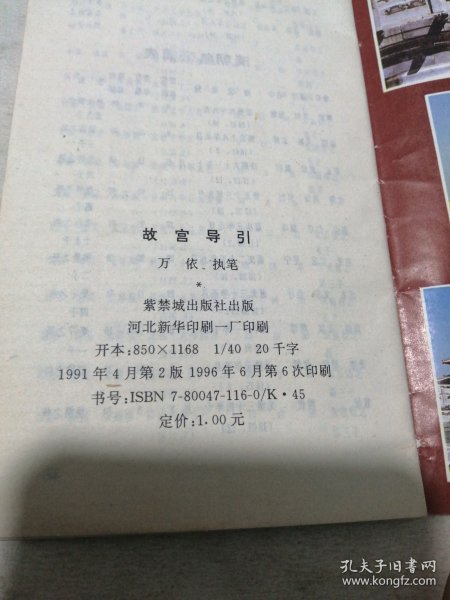 故宫导引
万依 执笔
*
紫禁城出版社出版
河北新华印刷一厂印刷
开本:850×1168 1/40 20千字
1991年4月第2版 1996年6月第6次印刷
书号:ISBN 7-80047-116-0/K·45
定价:1.00元
孔夫子旧书网
www.kongfz.com